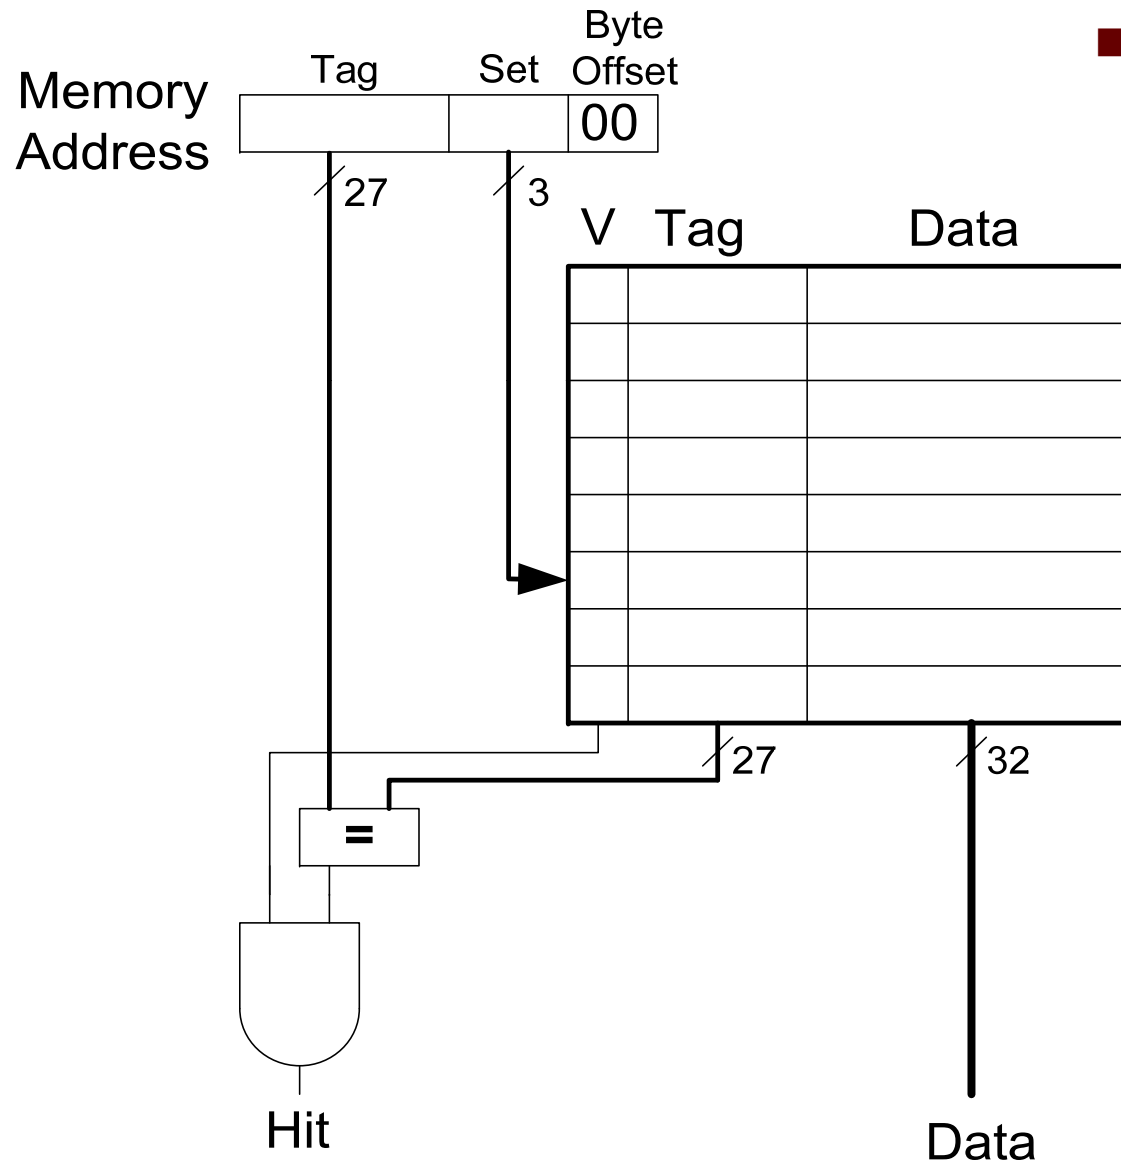 Memory
Address
Tag
Set
Byte
Offset
00
27
3
V
Tag
Data
27
32
=
Hit
Data